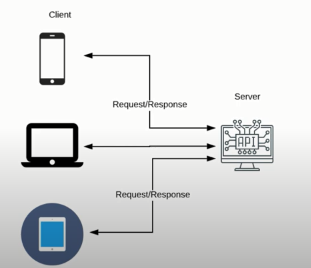 Client
Request/Response
Server
API
Request/Response